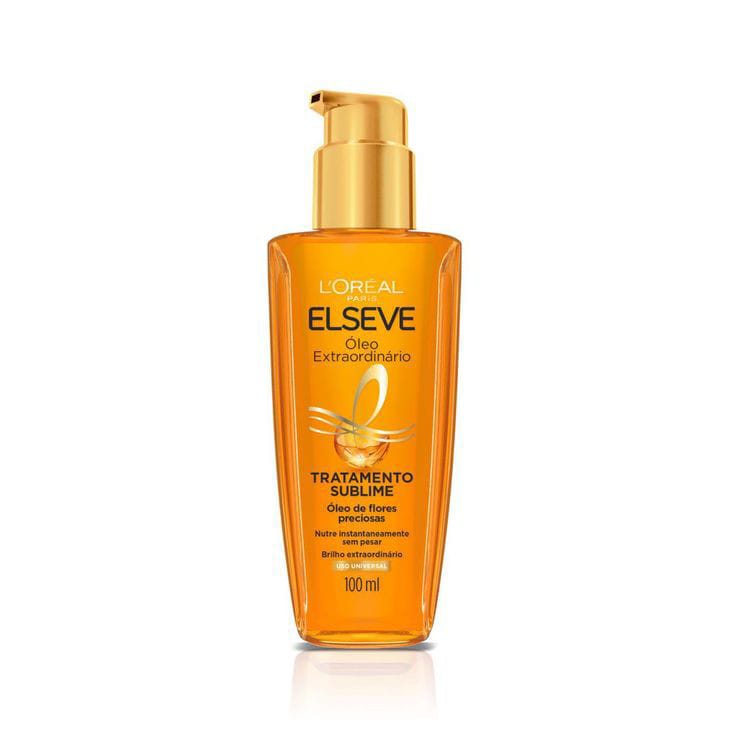 L'ORÉAL
PARIS
ELSEVE
Óleo
Extraordinário
TRATAMENTO
SUBLIME
Óleo de flores
preciosas
Nutre instantaneamente
sem pesar
Brilho extraordinário
USO UNIVERSAL
100 ml